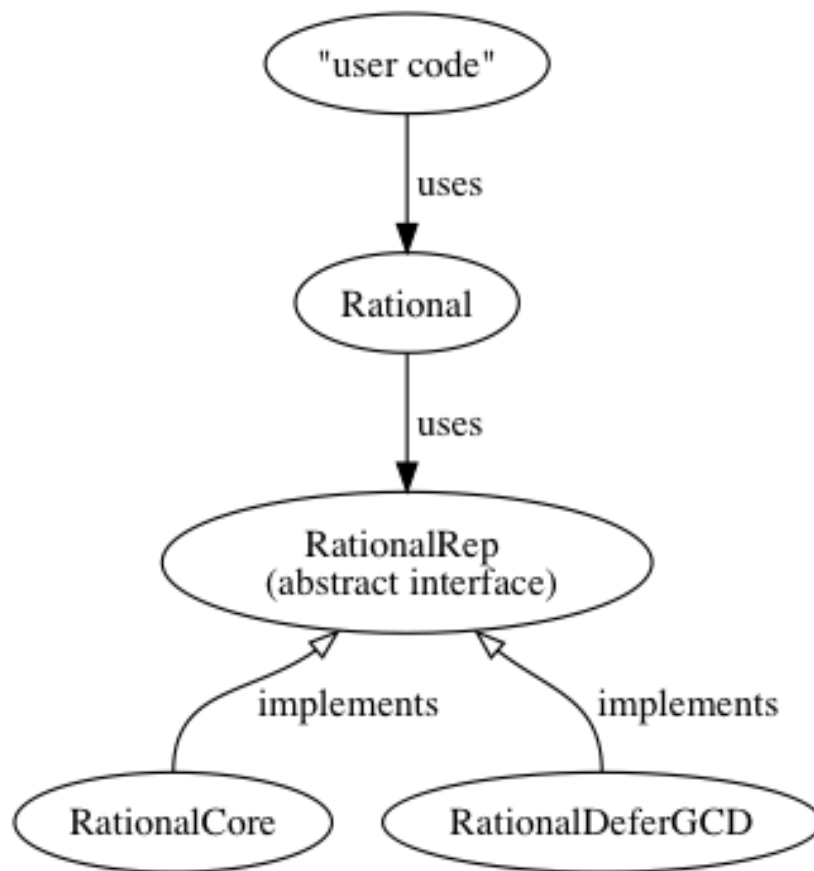 "user code"
uses
Rational
uses
RationalRep
(abstract interface)
implements
implements
RationalCore
RationalDeferGCD